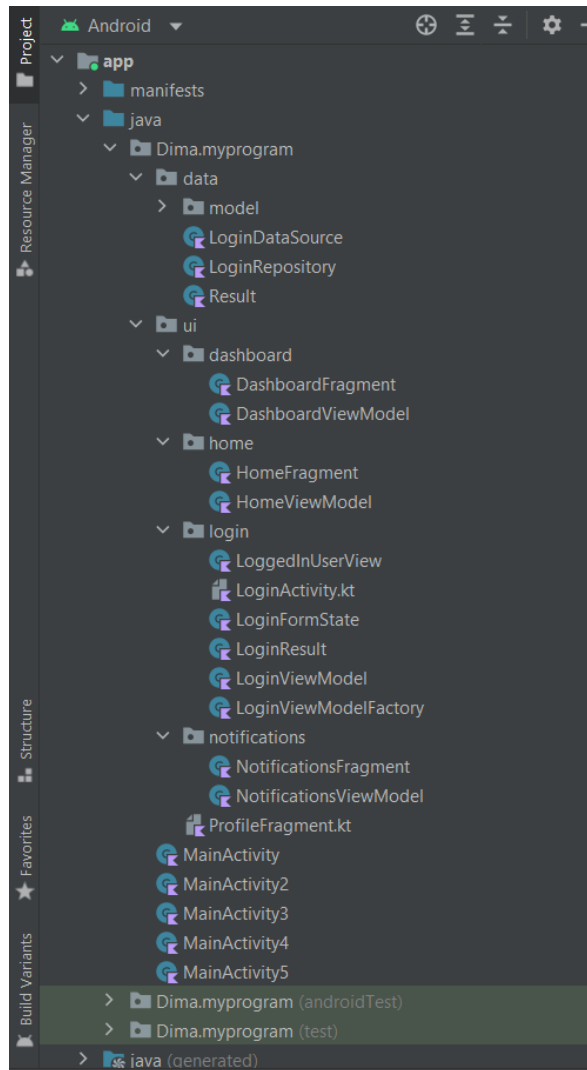 Project
Resource Manager
Structure
Favorites
Build Variants
Android
app
manifests
java
Dima.myprogram
data
model
LoginDataSource
LoginRepository
Result
ui
dashboard
DashboardFragment
DashboardViewModel
home
HomeFragment
HomeViewModel
login
LoggedInUserView
LoginActivity.kt
LoginFormState
LoginResult
LoginViewModel
LoginViewModelFactory
notifications
NotificationsFragment
NotificationsViewModel
ProfileFragment.kt
MainActivity
MainActivity2
MainActivity3
MainActivity4
MainActivity5
Dima.myprogram (androidTest)
Dima.myprogram (test)
java (generated)